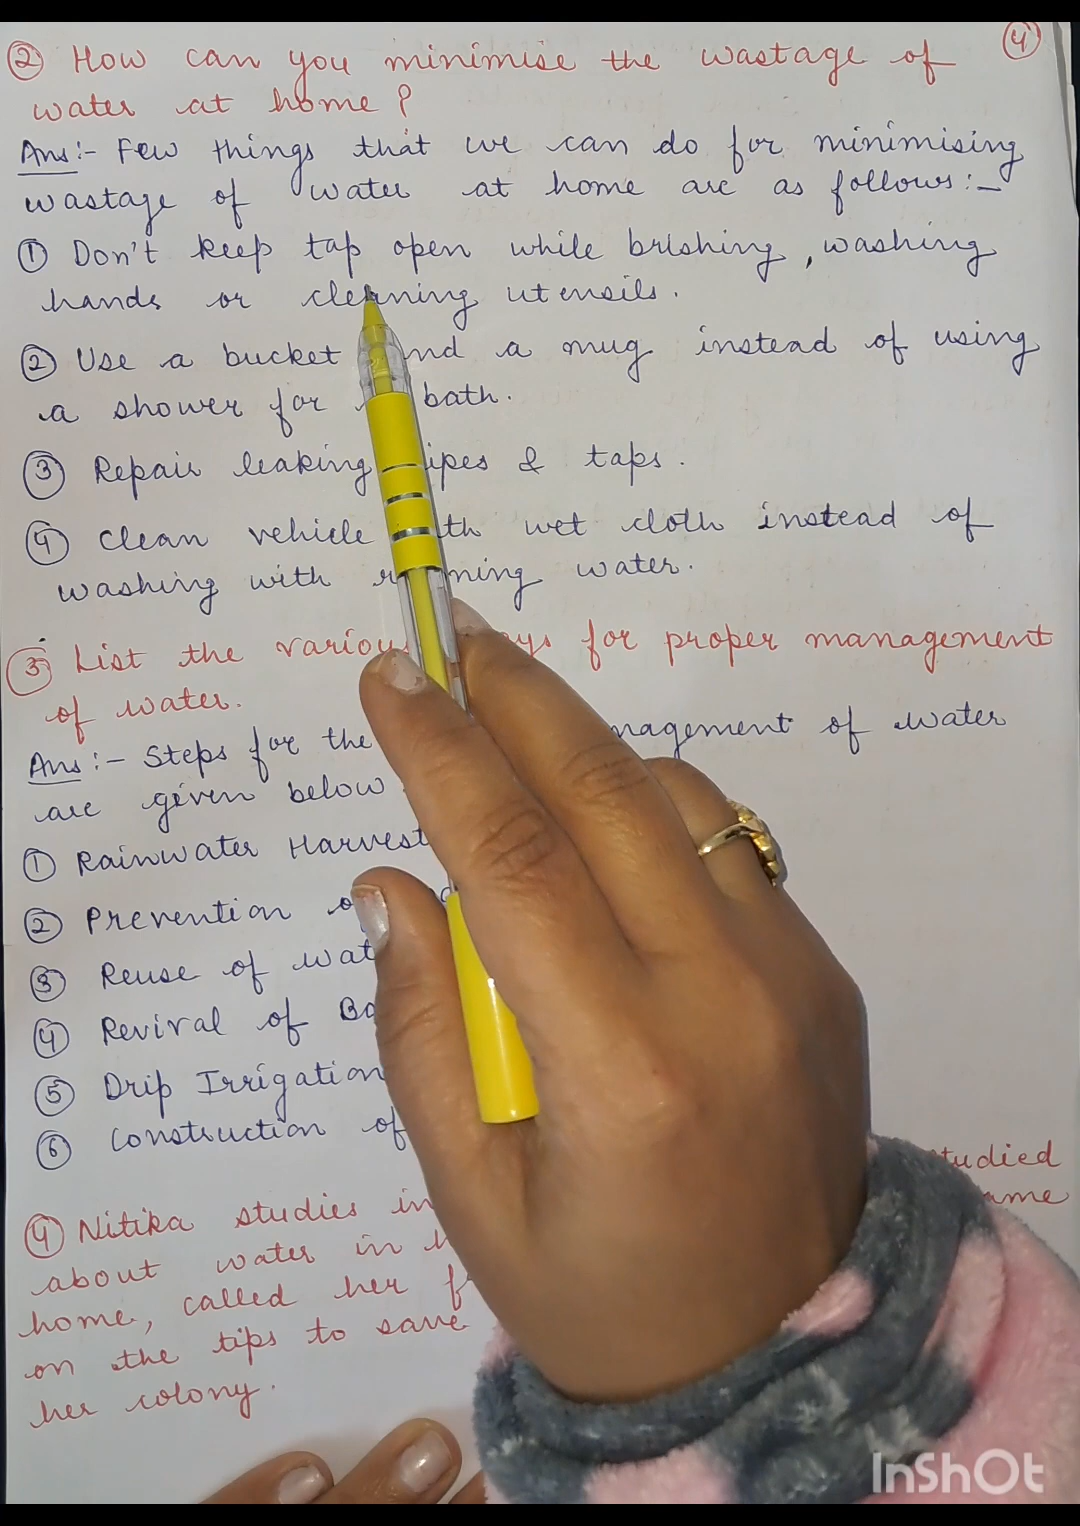 ② How can you minimise the wastage of
④
water at home ?
Ans:- Few things that we can do for minimising
wastage of water at home are as follows:-
① Don't keep tap open while brushing, washing
hands or cleaning utensils.
② Use a bucket and a mug instead of using
a shower for bath.
③ Repair leaking pipes & taps.
④ Clean vehicle with wet cloth instead of
washing with running water.
③ List the various ways for proper management
of water.
Ans:- Steps for the management of water
are given below
① Rainwater Harvest
② Prevention of
③ Reuse of wat
④ Revival of Ba
⑤ Drip Irrigation
⑥ Construction of
④ Nitika studies in studied
about water in
home, called her
on the tips to save
her colony.
InShOt